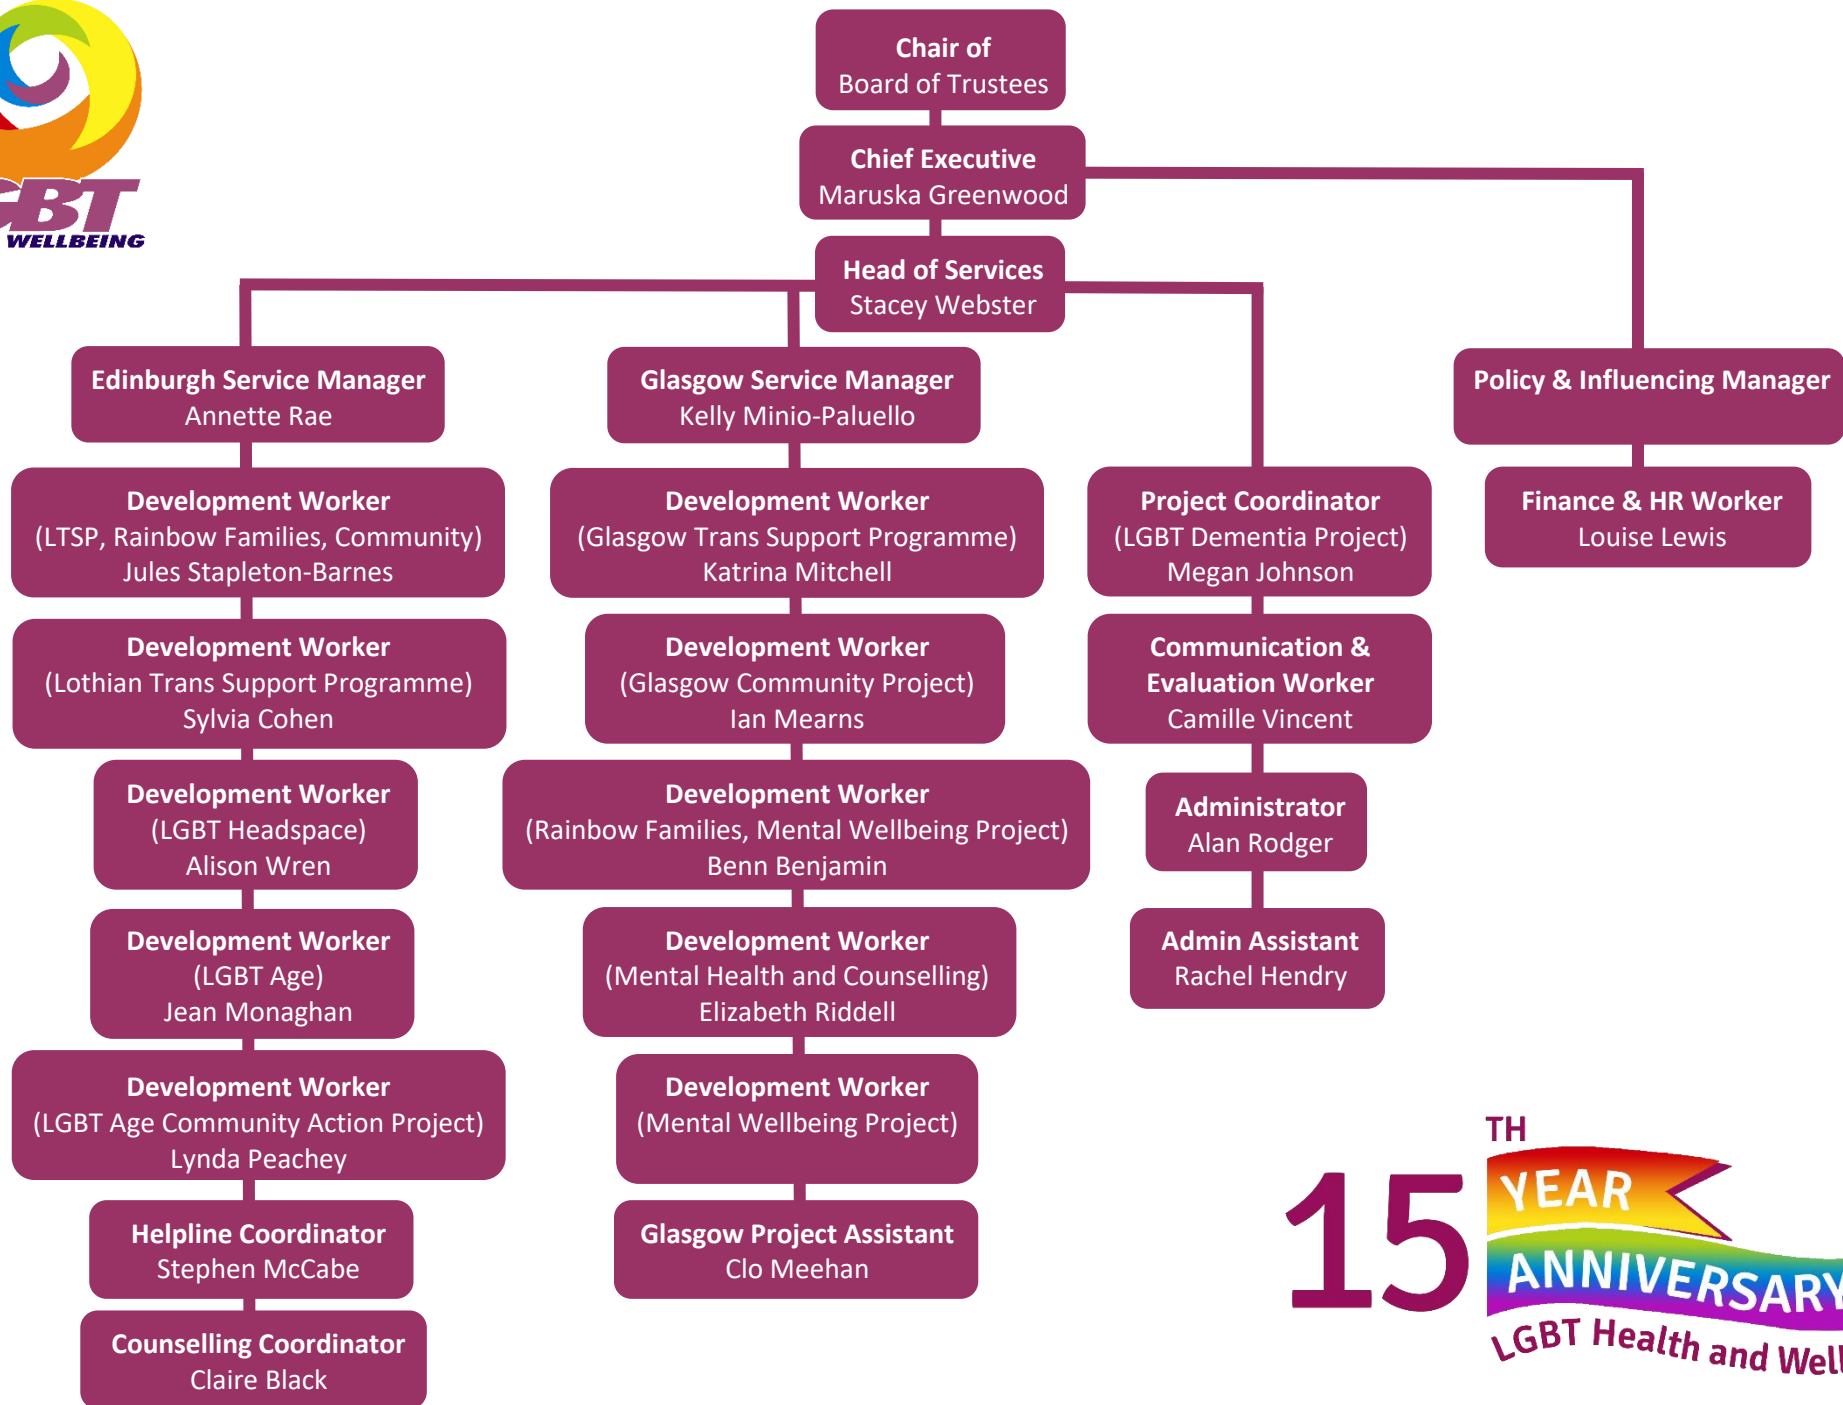 GBT
WELLBEING
Chair of
Board of Trustees
Chief Executive
Maruska Greenwood
Head of Services
Stacey Webster
Edinburgh Service Manager
Annette Rae
Development Worker
(LTSP, Rainbow Families, Community)
Jules Stapleton-Barnes
Development Worker
(Lothian Trans Support Programme)
Sylvia Cohen
Development Worker
(LGBT Headspace)
Alison Wren
Development Worker
(LGBT Age)
Jean Monaghan
Development Worker
(LGBT Age Community Action Project)
Lynda Peachey
Helpline Coordinator
Stephen McCabe
Counselling Coordinator
Claire Black
Glasgow Service Manager
Kelly Minio-Paluello
Development Worker
(Glasgow Trans Support Programme)
Katrina Mitchell
Development Worker
(Glasgow Community Project)
Ian Mearns
Development Worker
(Rainbow Families, Mental Wellbeing Project)
Benn Benjamin
Development Worker
(Mental Health and Counselling)
Elizabeth Riddell
Development Worker
(Mental Wellbeing Project)
Glasgow Project Assistant
Clo Meehan
Project Coordinator
(LGBT Dementia Project)
Megan Johnson
Communication &
Evaluation Worker
Camille Vincent
Administrator
Alan Rodger
Admin Assistant
Rachel Hendry
Policy & Influencing Manager
Finance & HR Worker
Louise Lewis
15
TH
YEAR
ANNIVERSARY
LGBT Health and Well